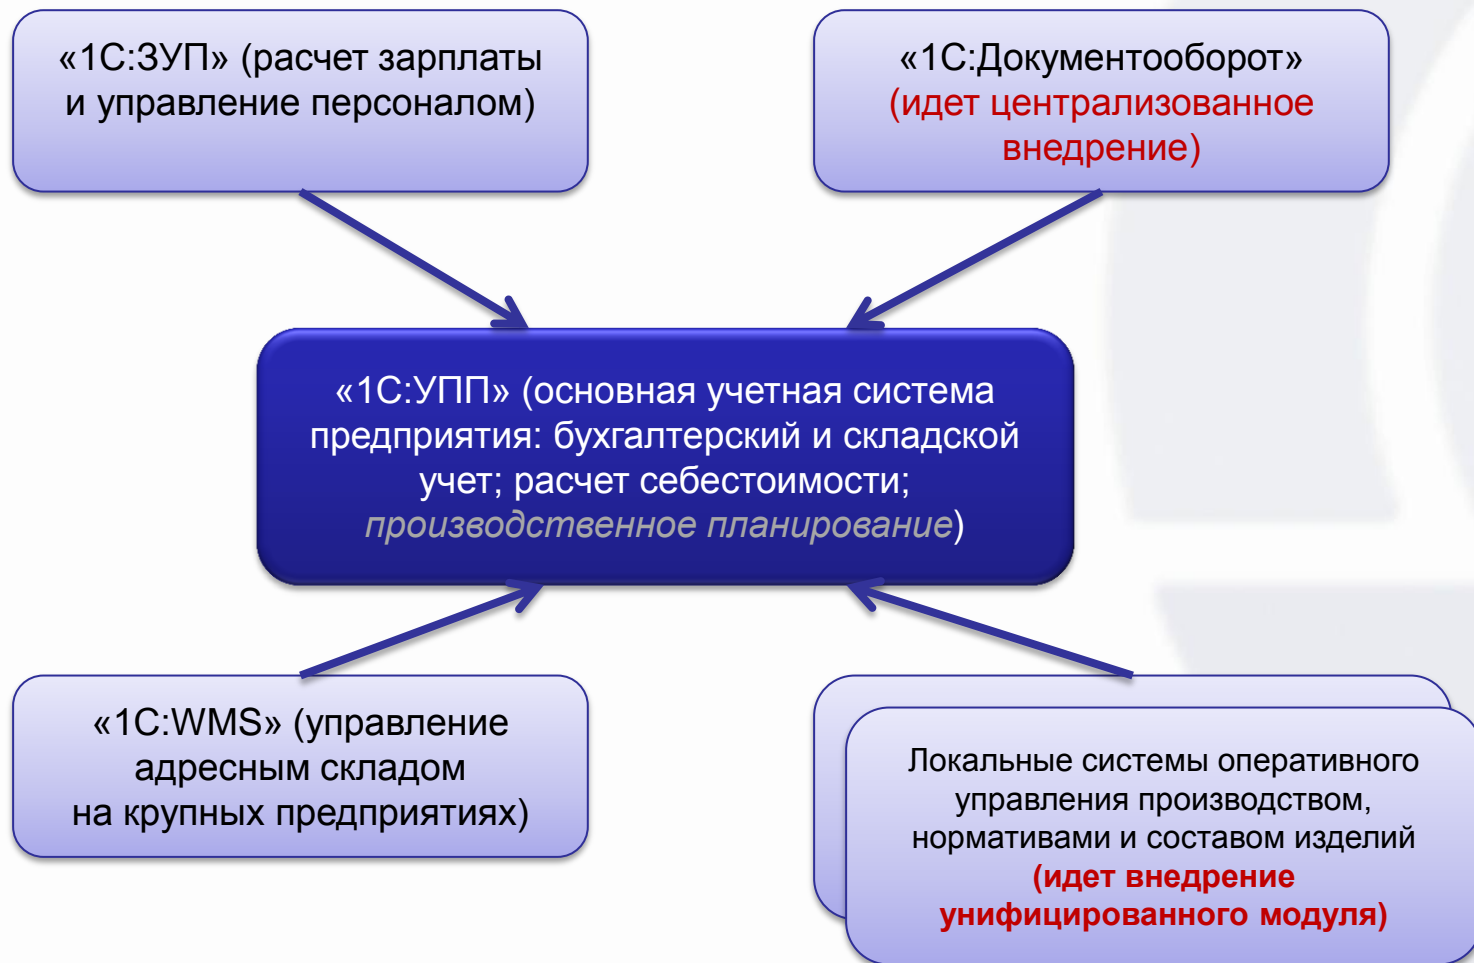 «1С:ЗУП» (расчет зарплаты
и управление персоналом)
«1С:Документооборот»
(идет централизованное
внедрение)
«1С:УПП» (основная учетная система
предприятия: бухгалтерский и складской
учет; расчет себестоимости;
производственное планирование)
«1С:WMS» (управление
адресным складом
на крупных предприятиях)
Локальные системы оперативного
управления производством,
нормативами и составом изделий
(идет внедрение
унифицированного модуля)